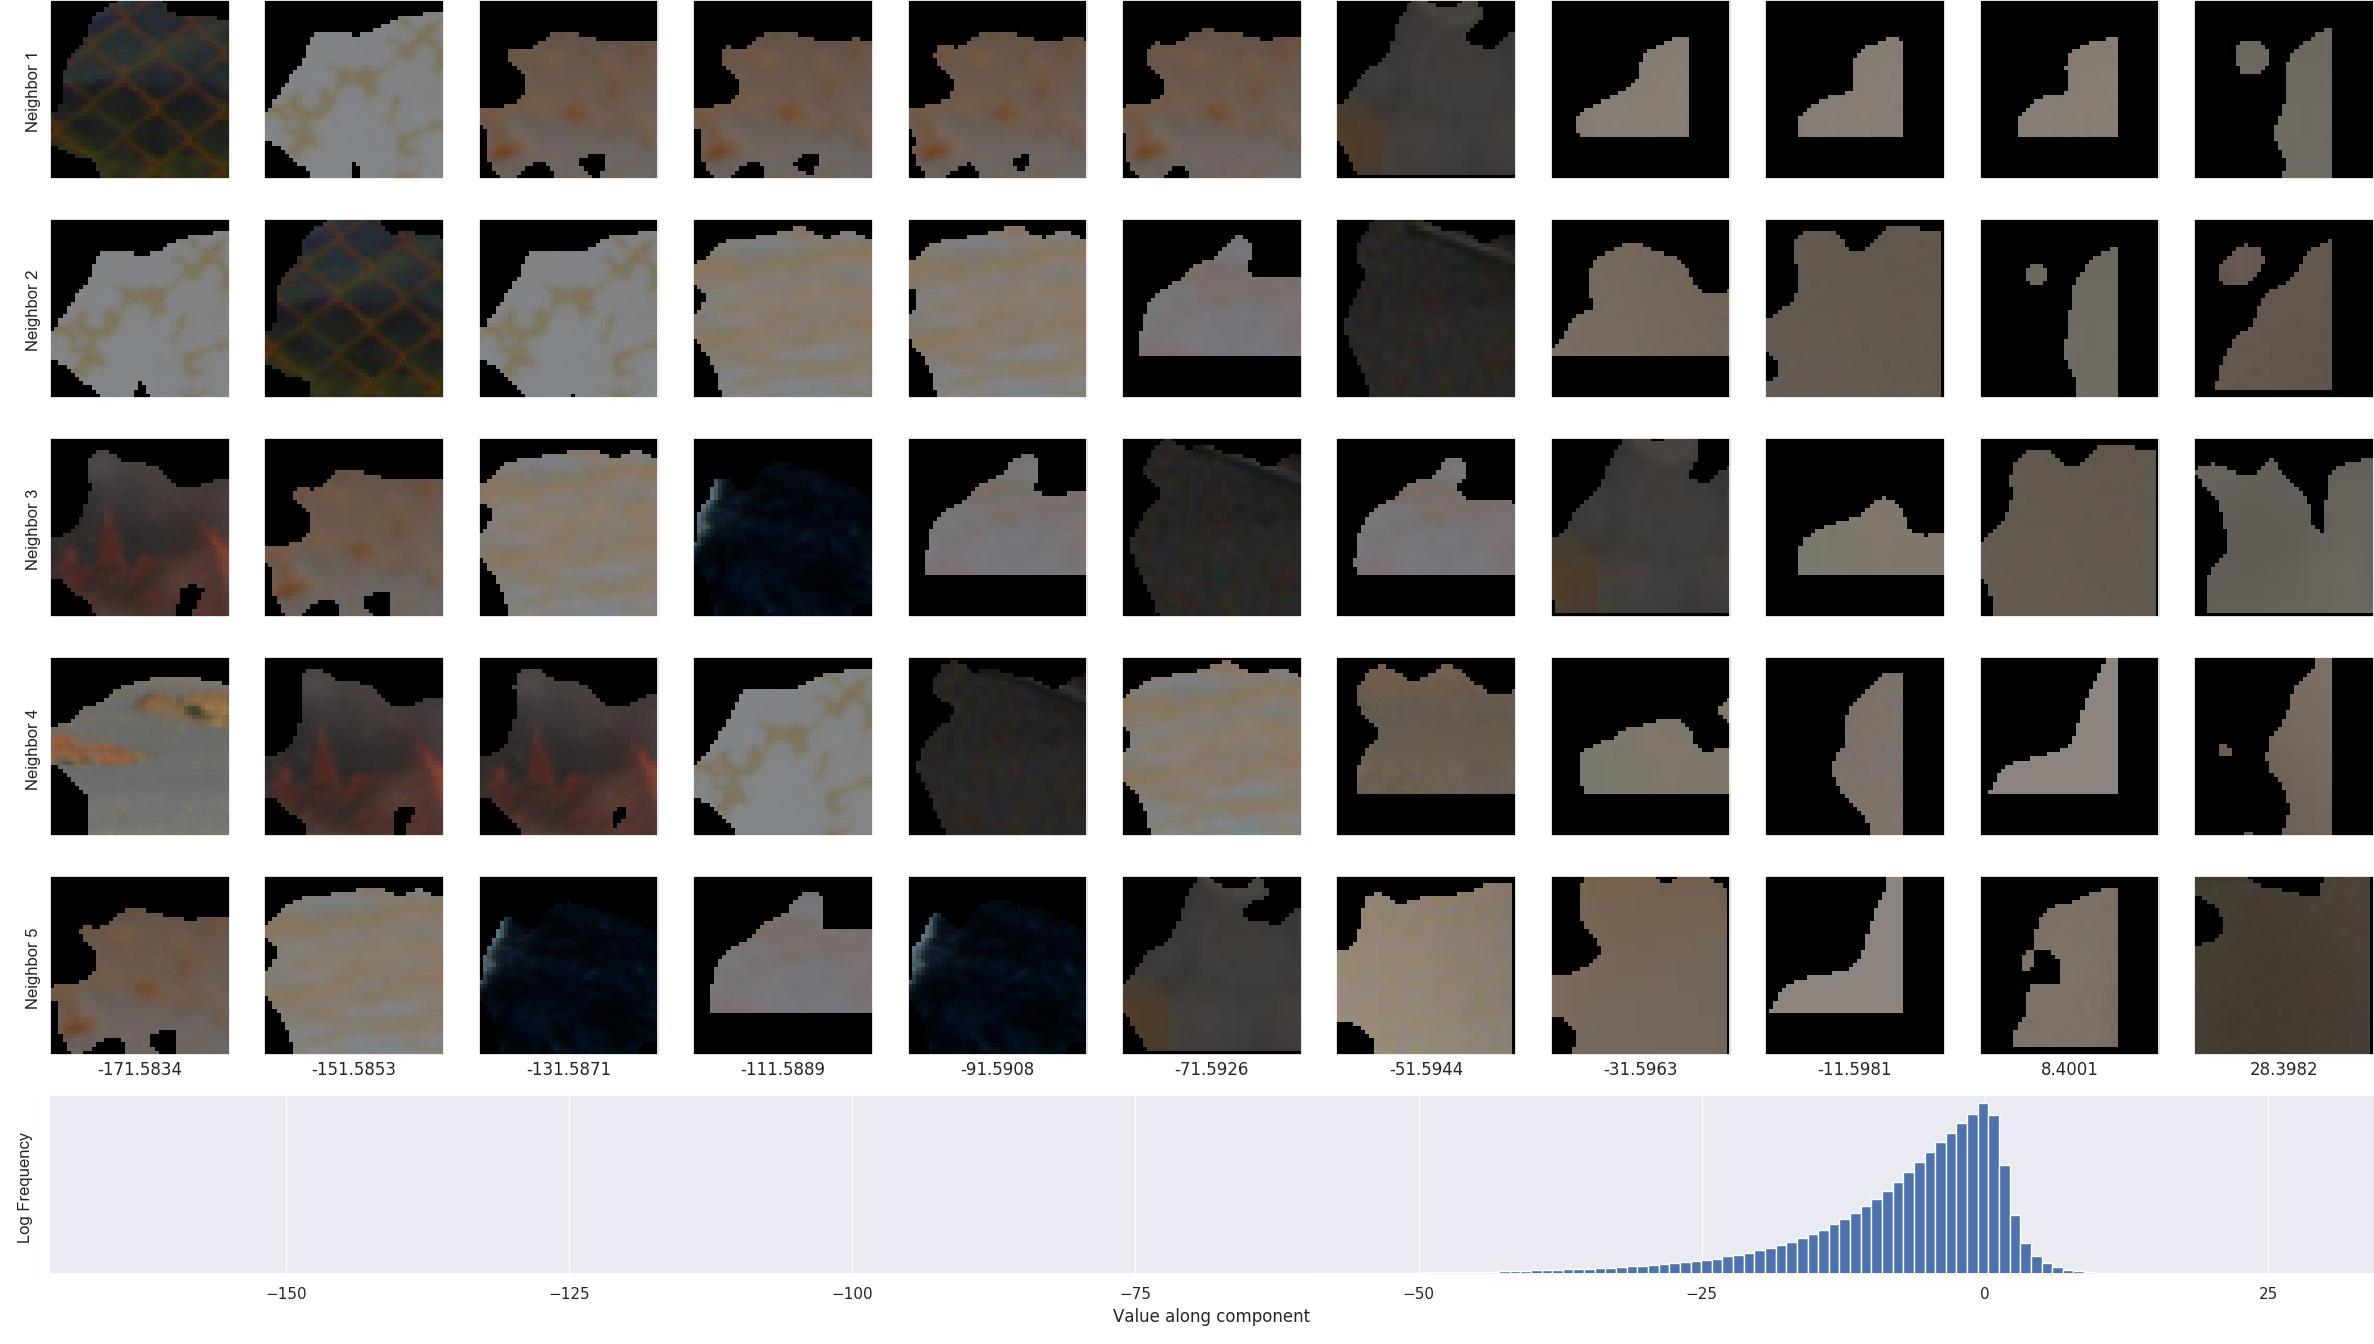 Neighbor 1
Neighbor 2
Neighbor 3
Neighbor 4
Neighbor 5
-171.5834 -151.5853 -131.5871 -111.5889 -91.5908 -71.5926 -51.5944 -31.5963 -11.5981 8.4001 28.3982
Log Frequency
−150 −125 −100 −75 −50 −25 0 25
Value along component